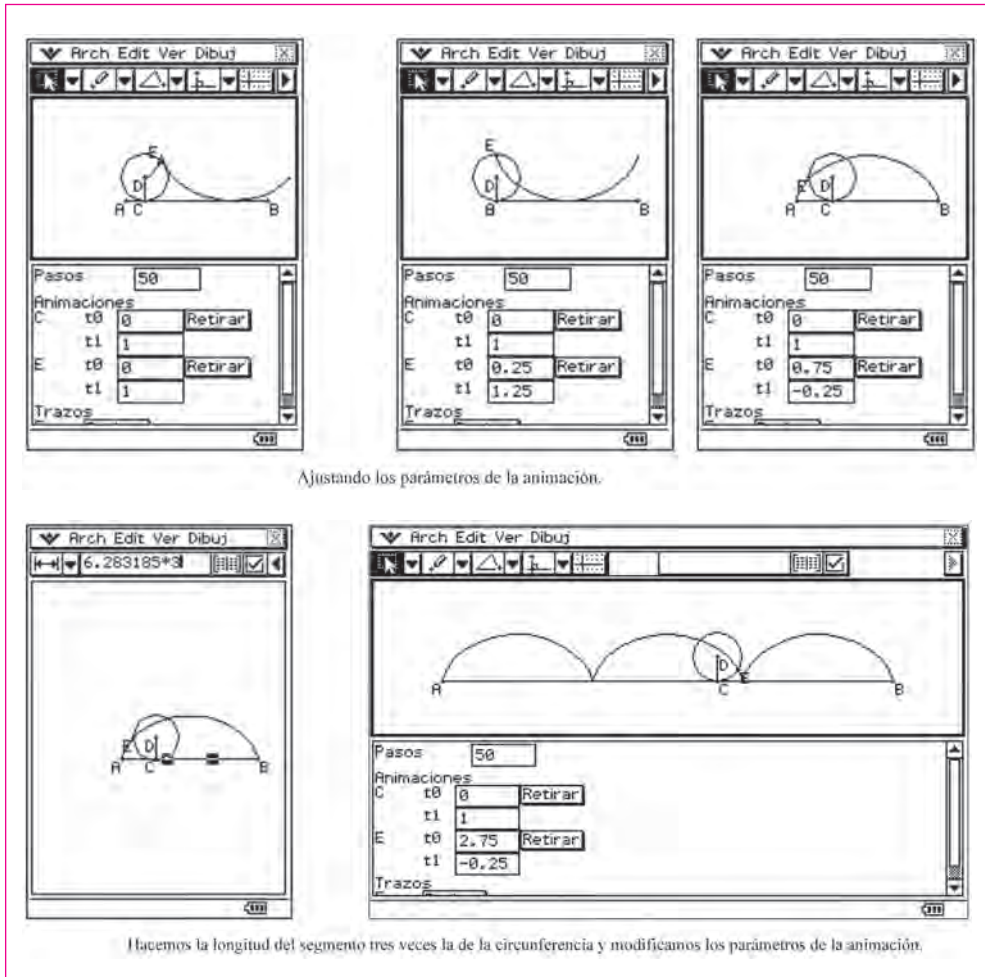 Arch Edit Ver Dibuj
E
D
A C B
Pasos 50
Animaciones
C t0 0 Retirar
t1 1
E t0 0 Retirar
t1 1
Trazos
Arch Edit Ver Dibuj
E
D
B
Pasos 50
Animaciones
C t0 0 Retirar
t1 1
E t0 0.25 Retirar
t1 1.25
Trazos
Arch Edit Ver Dibuj
E D
A C B
Pasos 50
Animaciones
C t0 0 Retirar
t1 1
E t0 0.75 Retirar
t1 -0.25
Trazos
Ajustando los parámetros de la animación.
Arch Edit Ver Dibuj
6.283185*3
E D
A C B
Arch Edit Ver Dibuj
D
E
A C B
Pasos 50
Animaciones
C t0 0 Retirar
t1 1
E t0 2.75 Retirar
t1 -0.25
Trazos
Hacemos la longitud del segmento tres veces la de la circunferencia y modificamos los parámetros de la animación.